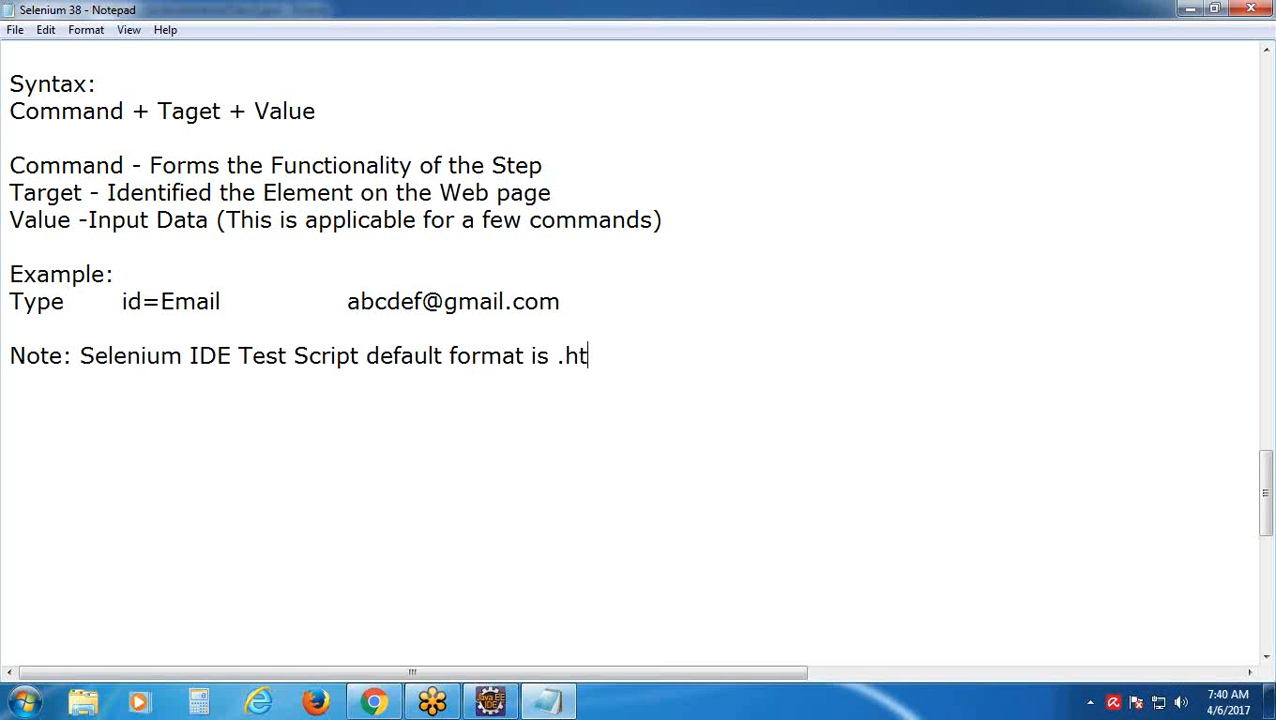 Selenium 38 - Notepad
File Edit Format View Help
Syntax:
Command + Taget + Value
Command - Forms the Functionality of the Step
Target - Identified the Element on the Web page
Value -Input Data (This is applicable for a few commands)
Example:
Type id=Email abcdef@gmail.com
Note: Selenium IDE Test Script default format is .ht
Java EE
IDE
7:40 AM
4/6/2017